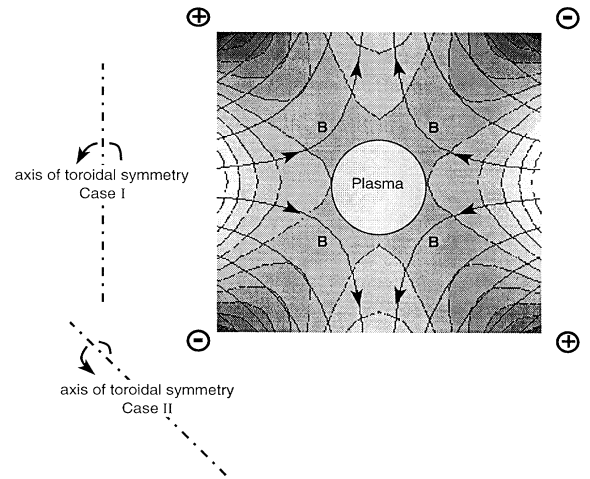 + -
B B
Plasma
axis of toroidal symmetry
Case I
B B
- +
axis of toroidal symmetry
Case II